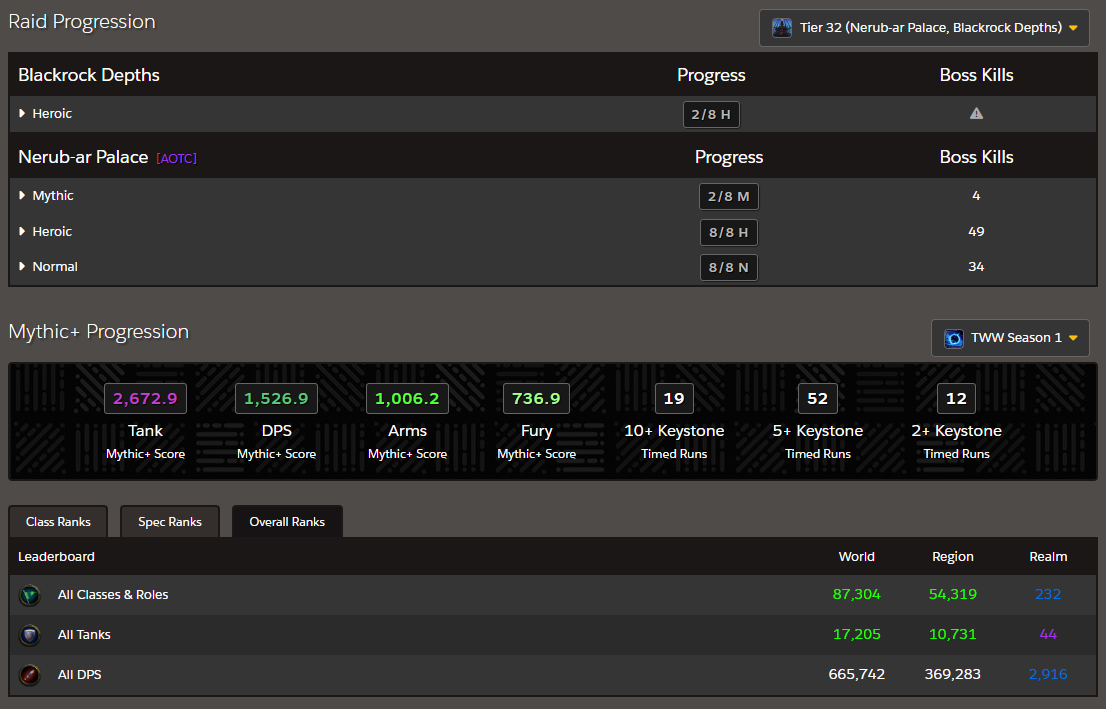 Raid Progression
Tier 32 (Nerub-ar Palace, Blackrock Depths)
Blackrock Depths Progress Boss Kills
Heroic 2/8 H
Nerub-ar Palace [AOTC] Progress Boss Kills
Mythic 2/8 M 4
Heroic 8/8 H 49
Normal 8/8 N 34
Mythic+ Progression
TWW Season 1
2,672.9 1,526.9 1,006.2 736.9 19 52 12
Tank DPS Arms Fury 10+ Keystone 5+ Keystone 2+ Keystone
Mythic+ Score Mythic+ Score Mythic+ Score Mythic+ Score Timed Runs Timed Runs Timed Runs
Class Ranks Spec Ranks Overall Ranks
Leaderboard World Region Realm
All Classes & Roles 87,304 54,319 232
All Tanks 17,205 10,731 44
All DPS 665,742 369,283 2,916